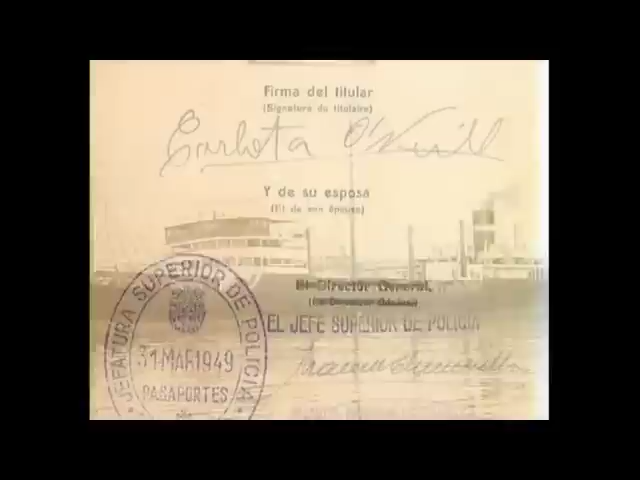 Firma del titular
(Signature du titulaire)
Carlota O'Neill
Y de su esposa
(Et de son épouse)
El Director General,
EL JEFE SUPERIOR DE POLICIA
JEFATURA SUPERIOR DE POLICIA
31 MAR 1949
PASAPORTES